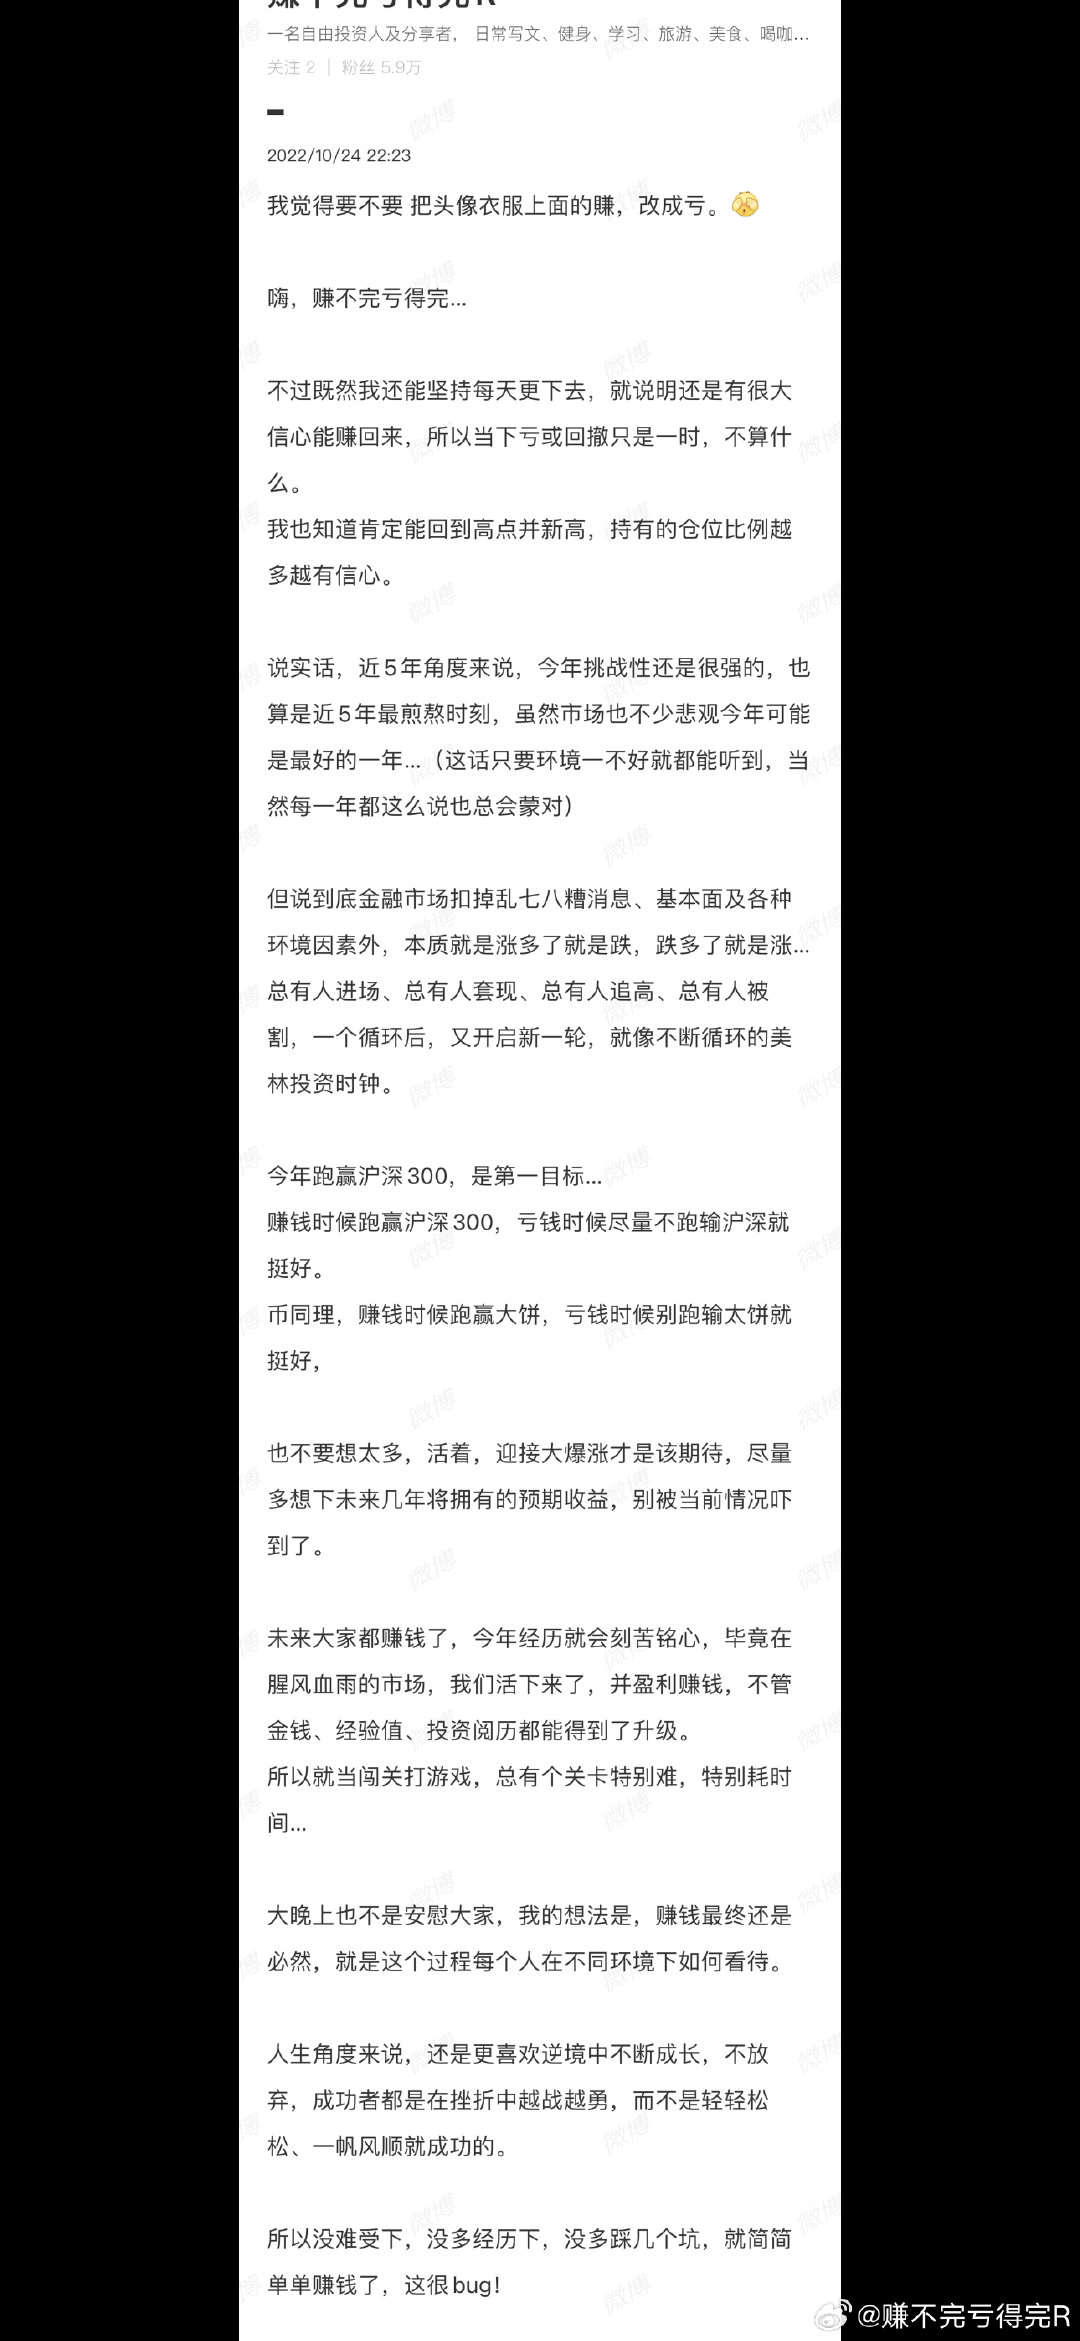 赚不完亏得完R
一名自由投资人及分享者， 日常写文、健身、学习、旅游、美食、喝咖...
关注 2 ｜ 粉丝 5.9万
2022/10/24 22:23
我觉得要不要 把头像衣服上面的賺，改成亏。
嗨，赚不完亏得完...
不过既然我还能坚持每天更下去，就说明还是有很大
信心能赚回来，所以当下亏或回撤只是一时，不算什
么。
我也知道肯定能回到高点并新高，持有的仓位比例越
多越有信心。
说实话，近5年角度来说，今年挑战性还是很强的，也
算是近5年最煎熬时刻，虽然市场也不少悲观今年可能
是最好的一年...（这话只要环境一不好就都能听到，当
然每一年都这么说也总会蒙对）
但说到底金融市场扣掉乱七八糟消息、基本面及各种
环境因素外，本质就是涨多了就是跌，跌多了就是涨...
总有人进场、总有人套现、总有人追高、总有人被
割，一个循环后，又开启新一轮，就像不断循环的美
林投资时钟。
今年跑赢沪深300，是第一目标...
赚钱时候跑赢沪深300，亏钱时候尽量不跑输沪深就
挺好。
币同理，赚钱时候跑赢大饼，亏钱时候别跑输太饼就
挺好，
也不要想太多，活着，迎接大爆涨才是该期待，尽量
多想下未来几年将拥有的预期收益，别被当前情况吓
到了。
未来大家都赚钱了，今年经历就会刻苦铭心，毕竟在
腥风血雨的市场，我们活下来了，并盈利赚钱，不管
金钱、经验值、投资阅历都能得到了升级。
所以就当闯关打游戏，总有个关卡特别难，特别耗时
间...
大晚上也不是安慰大家，我的想法是，赚钱最终还是
必然，就是这个过程每个人在不同环境下如何看待。
人生角度来说，还是更喜欢逆境中不断成长，不放
弃，成功者都是在挫折中越战越勇，而不是轻轻松
松、一帆风顺就成功的。
所以没难受下，没多经历下，没多踩几个坑，就简简
单单赚钱了，这很bug！
@赚不完亏得完R